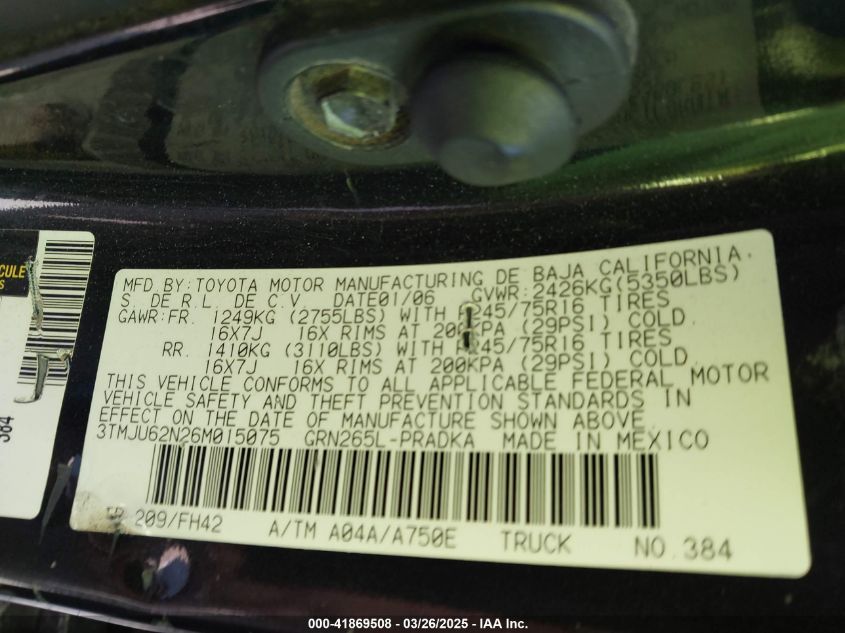 MFD. BY: TOYOTA MOTOR MANUFACTURING DE BAJA CALIFORNIA.
S. DE R.L. DE C.V. DATE01/06 GVWR:2426KG(5350LBS)
GAWR:FR. 1249KG (2755LBS) WITH P245/75R16 TIRES
16X7J 16X RIMS AT 200KPA (29PSI) COLD
RR. 1410KG (3110LBS) WITH P245/75R16 TIRES
16X7J 16X RIMS AT 200KPA (29PSI) COLD
THIS VEHICLE CONFORMS TO ALL APPLICABLE FEDERAL MOTOR
VEHICLE SAFETY AND THEFT PREVENTION STANDARDS IN
EFFECT ON THE DATE OF MANUFACTURE SHOWN ABOVE.
3TMJU62N26M015075 GRN265L-PRADKA MADE IN MEXICO
209/FH42 A/TM A04A/A750E TRUCK NO.384
CULE
S
384
000-41869508 - 03/26/2025 - IAA Inc.